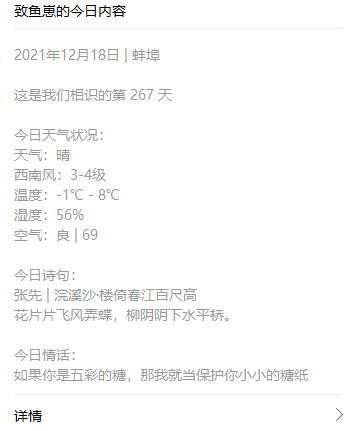 致鱼崽的今日内容
2021年12月18日 | 蚌埠
这是我们相识的第 267 天
今日天气状况：
天气：晴
西南风：3-4级
温度：-1℃ - 8℃
湿度：56%
空气：良 | 69
今日诗句：
张先 | 浣溪沙·楼倚春江百尺高
花片片飞风弄蝶，柳阴阴下水平桥。
今日情话：
如果你是五彩的糖，那我就当保护你小小的糖纸
详情